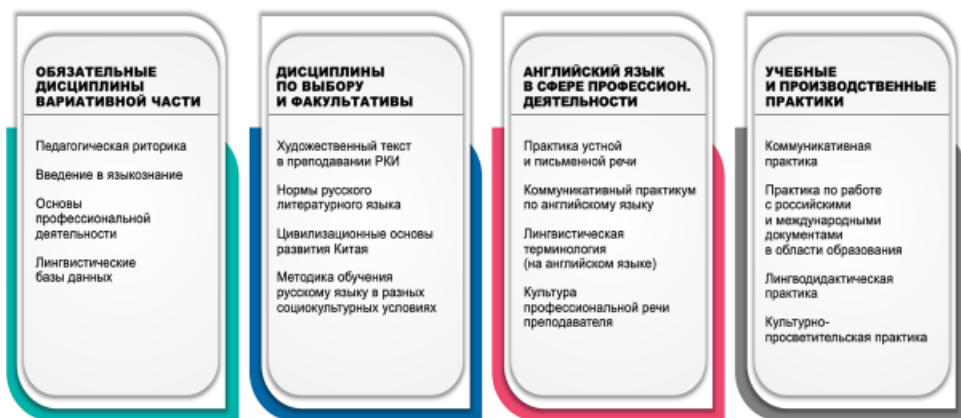 ОБЯЗАТЕЛЬНЫЕ
ДИСЦИПЛИНЫ
ВАРИАТИВНОЙ ЧАСТИ
Педагогическая риторика
Введение в языкознание
Основы
профессиональной
деятельности
Лингвистические
базы данных
ДИСЦИПЛИНЫ
ПО ВЫБОРУ
И ФАКУЛЬТАТИВЫ
Художественный текст
в преподавании РКИ
Нормы русского
литературного языка
Цивилизационные основы
развития Китая
Методика обучения
русскому языку в разных
социокультурных условиях
АНГЛИЙСКИЙ ЯЗЫК
В СФЕРЕ ПРОФЕССИОН.
ДЕЯТЕЛЬНОСТИ
Практика устной
и письменной речи
Коммуникативный практикум
по английскому языку
Лингвистическая
терминология
(на английском языке)
Культура
профессиональной речи
преподавателя
УЧЕБНЫЕ
И ПРОИЗВОДСТВЕННЫЕ
ПРАКТИКИ
Коммуникативная
практика
Практика по работе
с российскими
и международными
документами
в области образования
Лингводидактическая
практика
Культурно-
просветительская практика